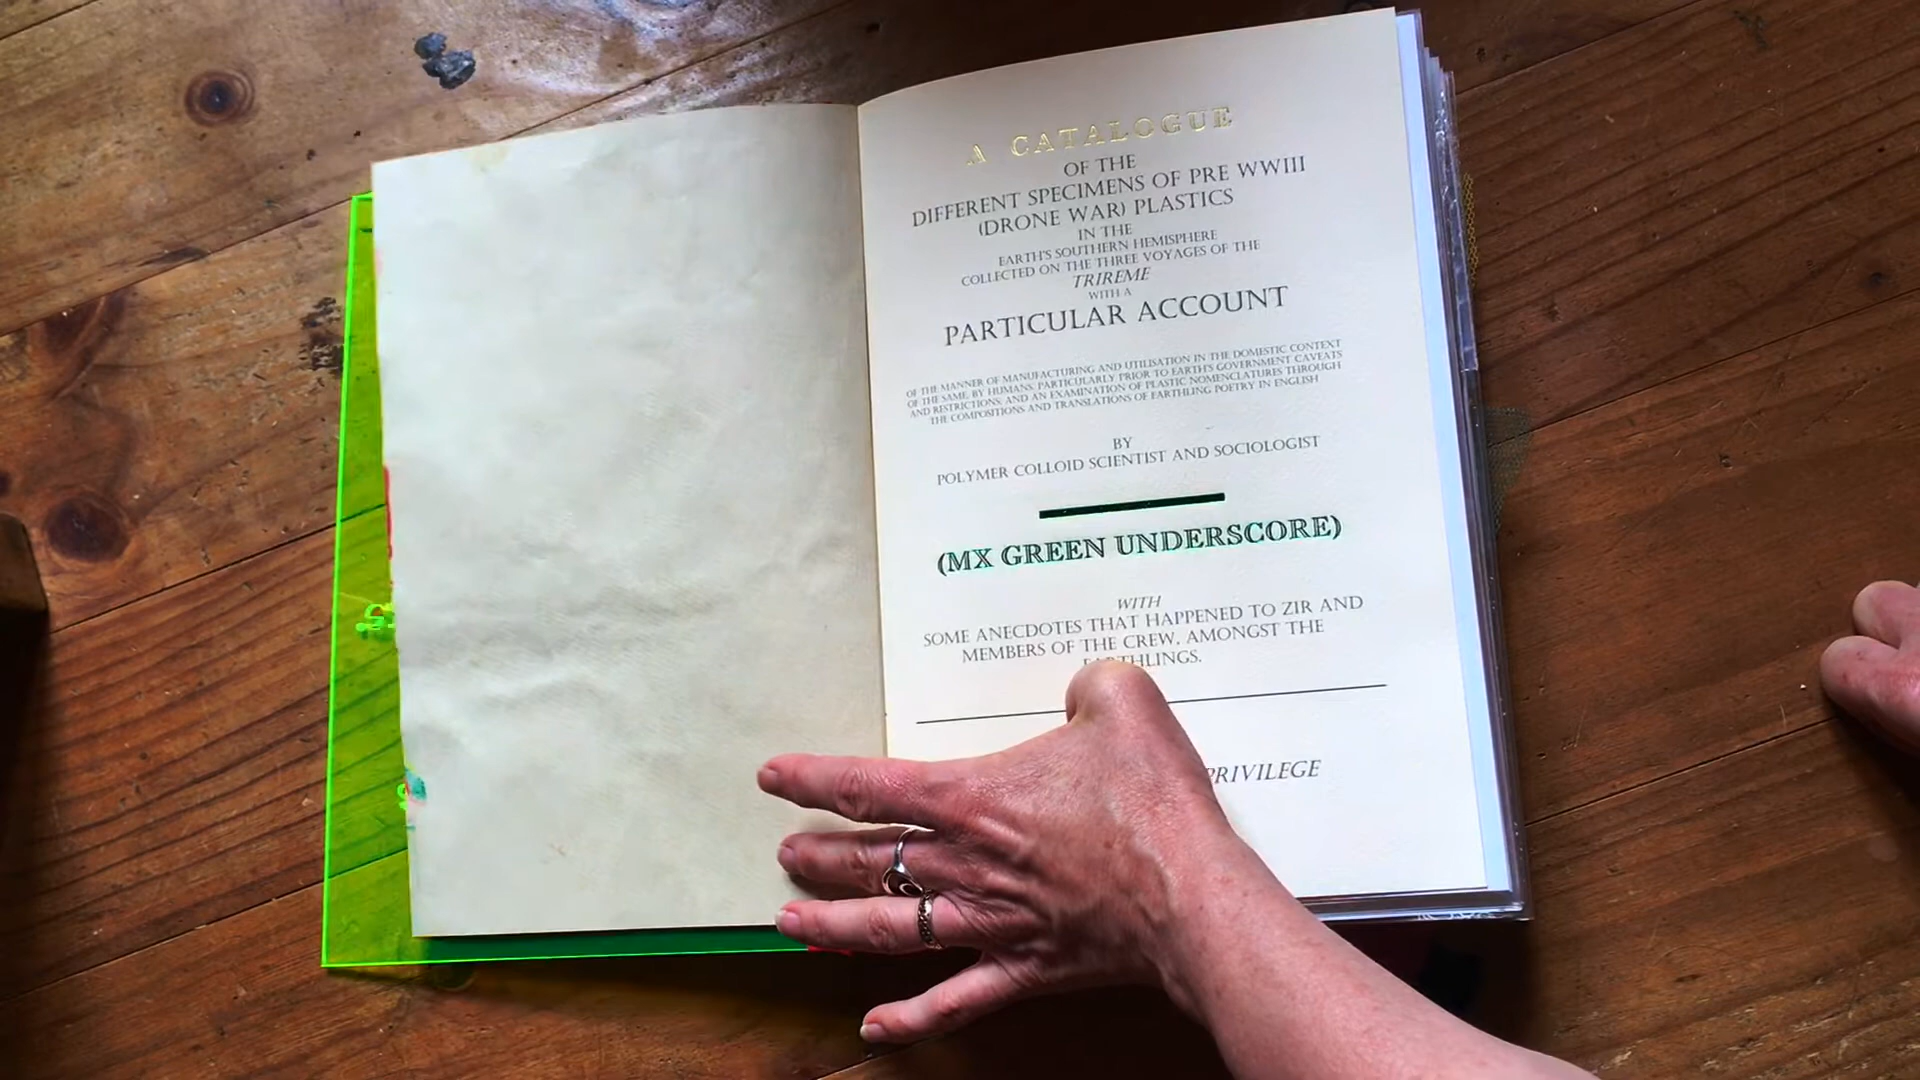 A CATALOGUE
OF THE
DIFFERENT SPECIMENS OF PRE WWIII
(DRONE WAR) PLASTICS
IN THE
EARTH'S SOUTHERN HEMISPHERE
COLLECTED ON THE THREE VOYAGES OF THE
TRIREME
WITH A
PARTICULAR ACCOUNT
OF THE MANNER OF MANUFACTURING AND UTILISATION IN THE DOMESTIC CONTEXT
OF THE SAME BY HUMANS, PARTICULARLY PRIOR TO EARTH'S GOVERNMENT CAVEATS
AND RESTRICTIONS; AND AN EXAMINATION OF PLASTIC NOMENCLATURES THROUGH
THE COMPOSITIONS AND TRANSLATIONS OF EARTHLING POETRY IN ENGLISH
BY
POLYMER COLLOID SCIENTIST AND SOCIOLOGIST
(MX GREEN UNDERSCORE)
WITH
SOME ANECDOTES THAT HAPPENED TO ZIR AND
MEMBERS OF THE CREW, AMONGST THE
EARTHLINGS.
PRIVILEGE